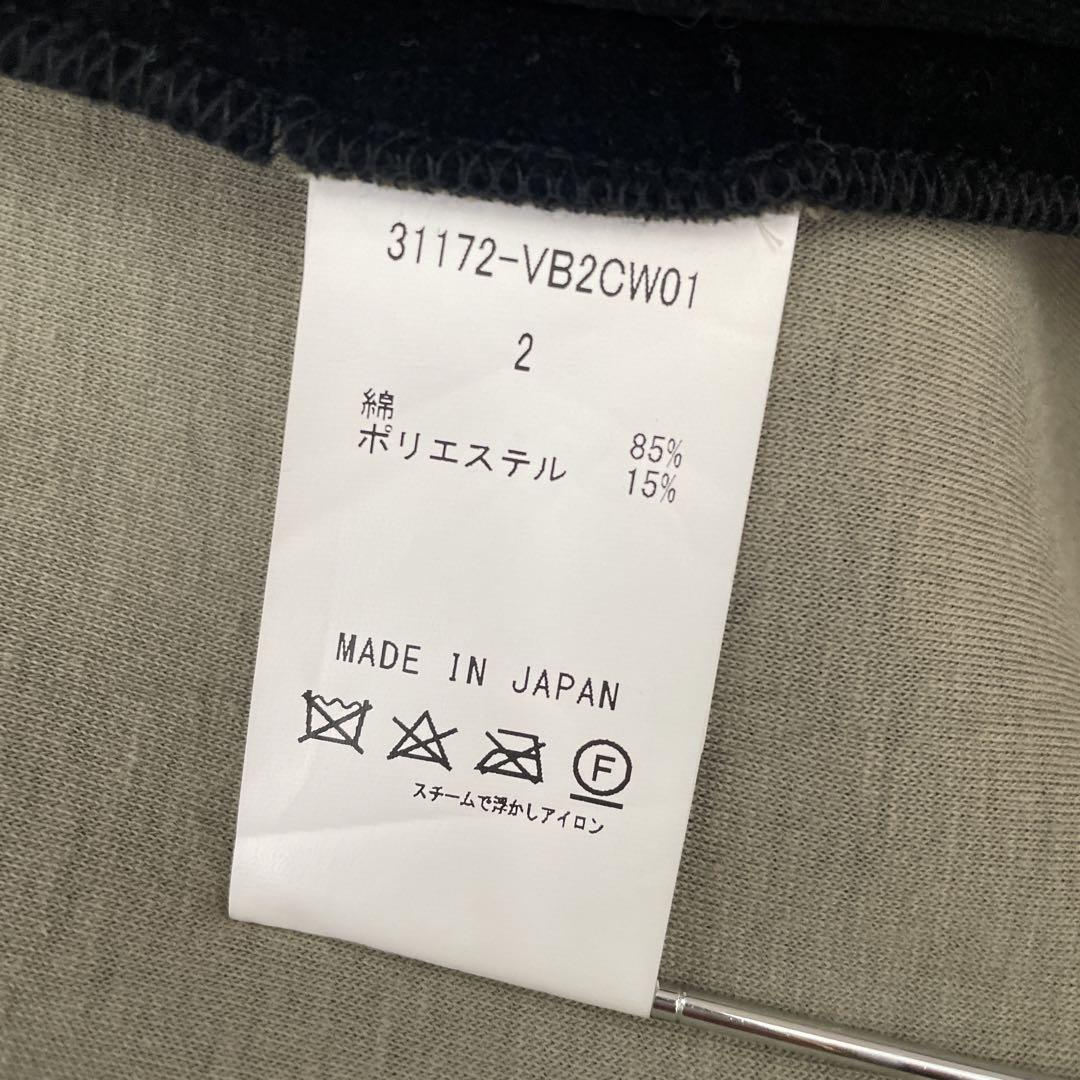 31172-VB2CW01
2
綿 85%
ポリエステル 15%
MADE IN JAPAN
F
スチームで浮かしアイロン